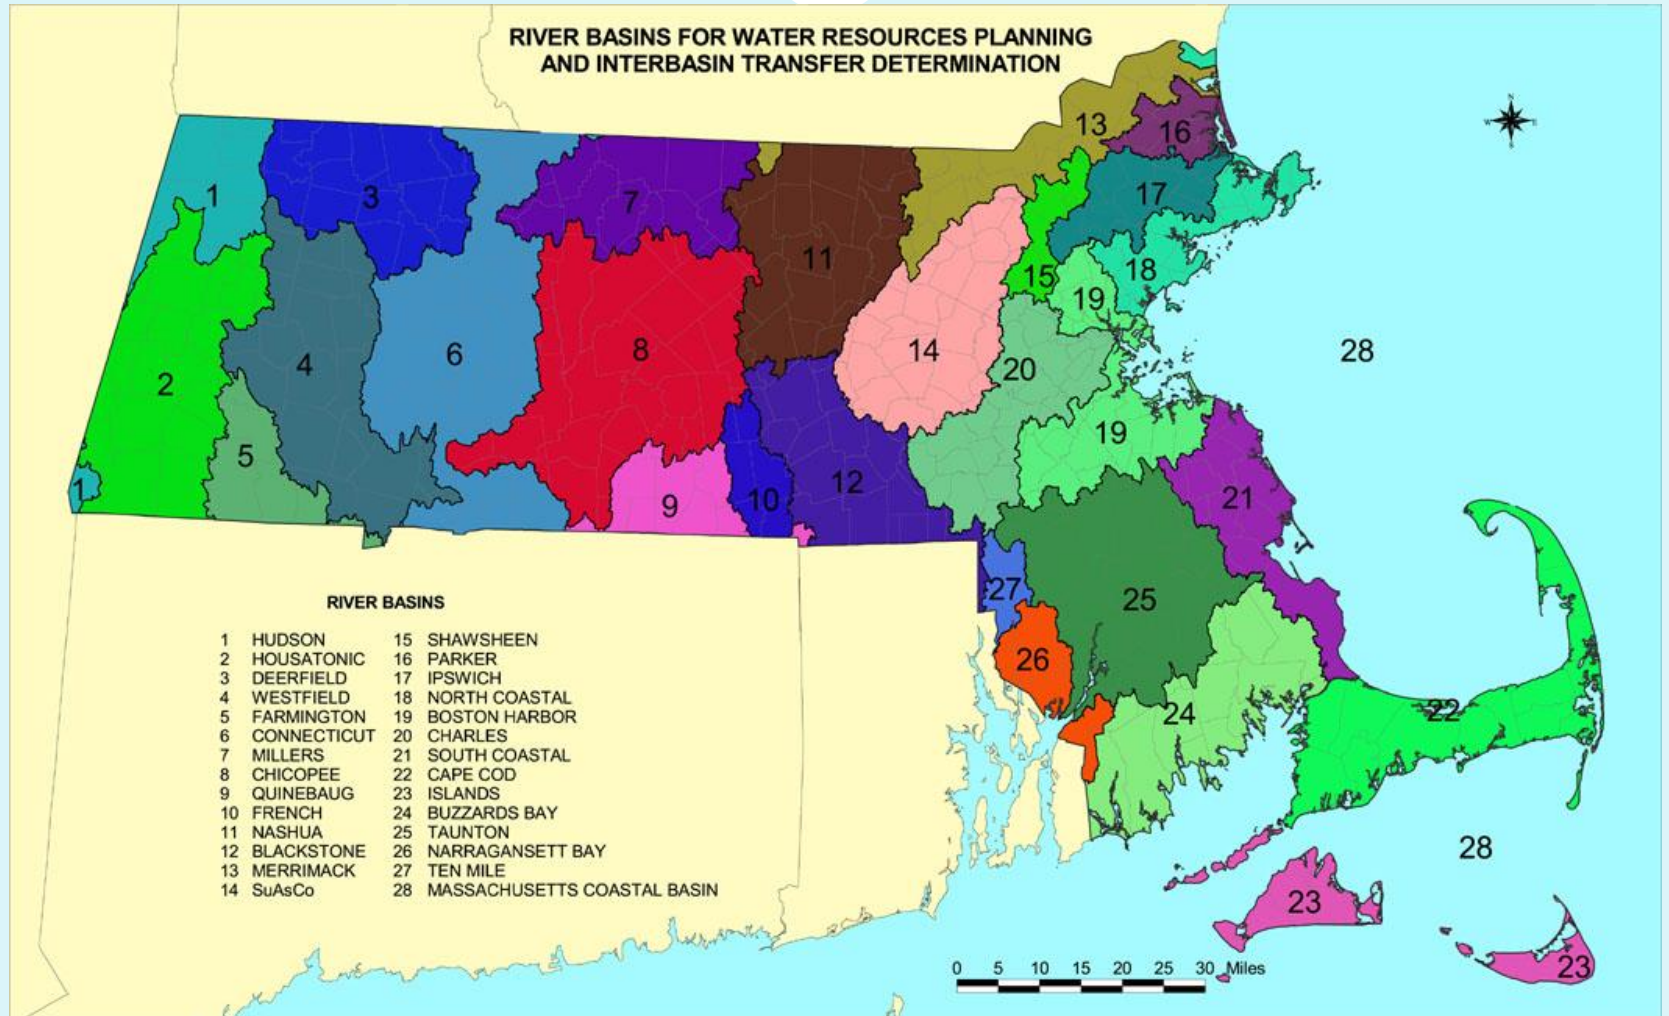 RIVER BASINS FOR WATER RESOURCES PLANNING
AND INTERBASIN TRANSFER DETERMINATION
N
W E
S
13
16
1
3
7
17
11
18
15
19
6
8
14
28
4
20
2
19
5
12
1
9
10
21
27
25
26
24
22
28
23
23
RIVER BASINS
1 HUDSON
2 HOUSATONIC
3 DEERFIELD
4 WESTFIELD
5 FARMINGTON
6 CONNECTICUT
7 MILLERS
8 CHICOPEE
9 QUINEBAUG
10 FRENCH
11 NASHUA
12 BLACKSTONE
13 MERRIMACK
14 SuAsCo
15 SHAWSHEEN
16 PARKER
17 IPSWICH
18 NORTH COASTAL
19 BOSTON HARBOR
20 CHARLES
21 SOUTH COASTAL
22 CAPE COD
23 ISLANDS
24 BUZZARDS BAY
25 TAUNTON
26 NARRAGANSETT BAY
27 TEN MILE
28 MASSACHUSETTS COASTAL BASIN
0 5 10 15 20 25 30 Miles